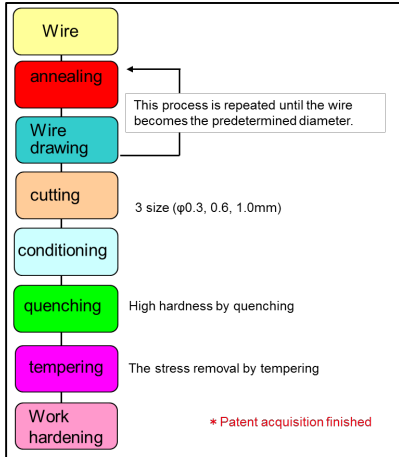 Wire
annealing
This process is repeated until the wire
becomes the predetermined diameter.
Wire
drawing
cutting
3 size (φ0.3, 0.6, 1.0mm)
conditioning
quenching
High hardness by quenching
tempering
The stress removal by tempering
Work
hardening
* Patent acquisition finished